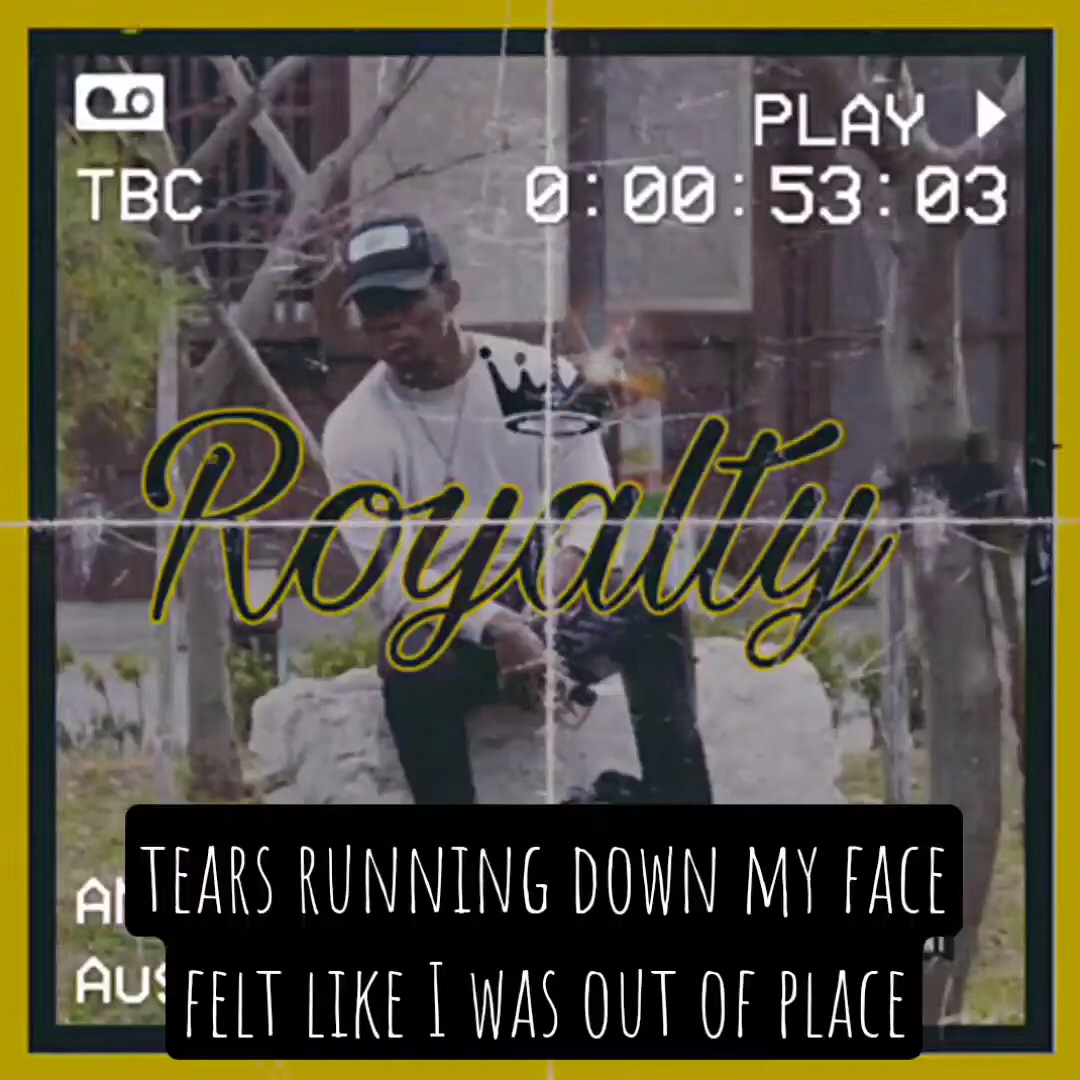 PLAY
TBC
0:00:53:03
Royalty
TEARS RUNNING DOWN MY FACE
FELT LIKE I WAS OUT OF PLACE